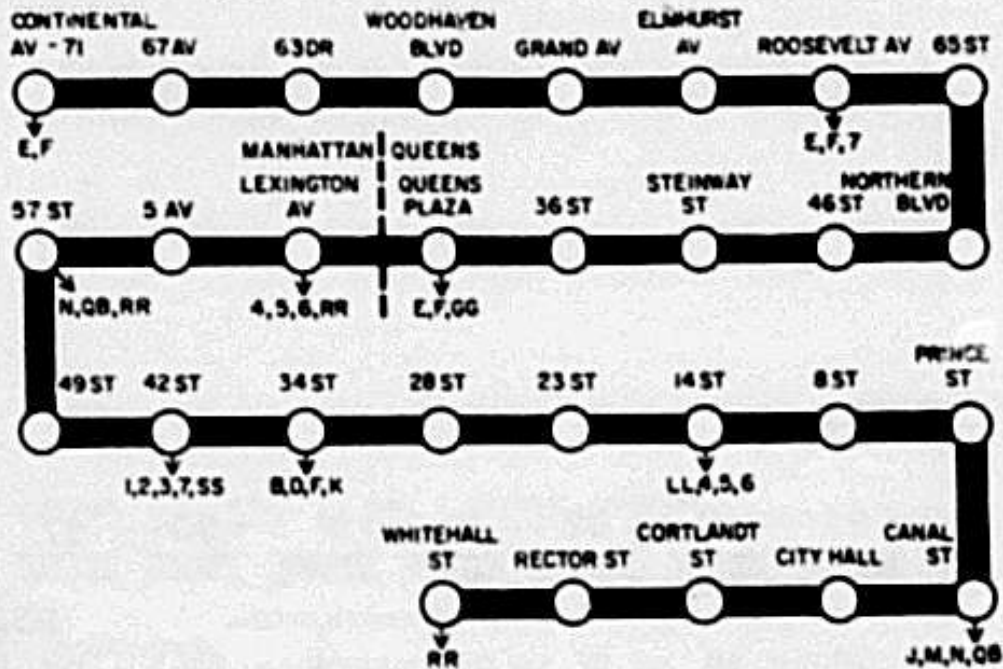 CONTINENTAL
AV - 71
67 AV
63 DR
WOODHAVEN
BLVD
GRAND AV
ELMHURST
AV
ROOSEVELT AV
65 ST
E,F
E,F,7
MANHATTAN
QUEENS
57 ST
5 AV
LEXINGTON
AV
QUEENS
PLAZA
36 ST
STEINWAY
ST
46 ST
NORTHERN
BLVD
N,QB,RR
4,5,6,RR
E,F,GG
49 ST
42 ST
34 ST
28 ST
23 ST
14 ST
8 ST
PRINCE
ST
1,2,3,7,SS
B,D,F,K
LL,4,5,6
WHITEHALL
ST
RECTOR ST
CORTLANDT
ST
CITY HALL
CANAL
ST
RR
J,M,N,QB